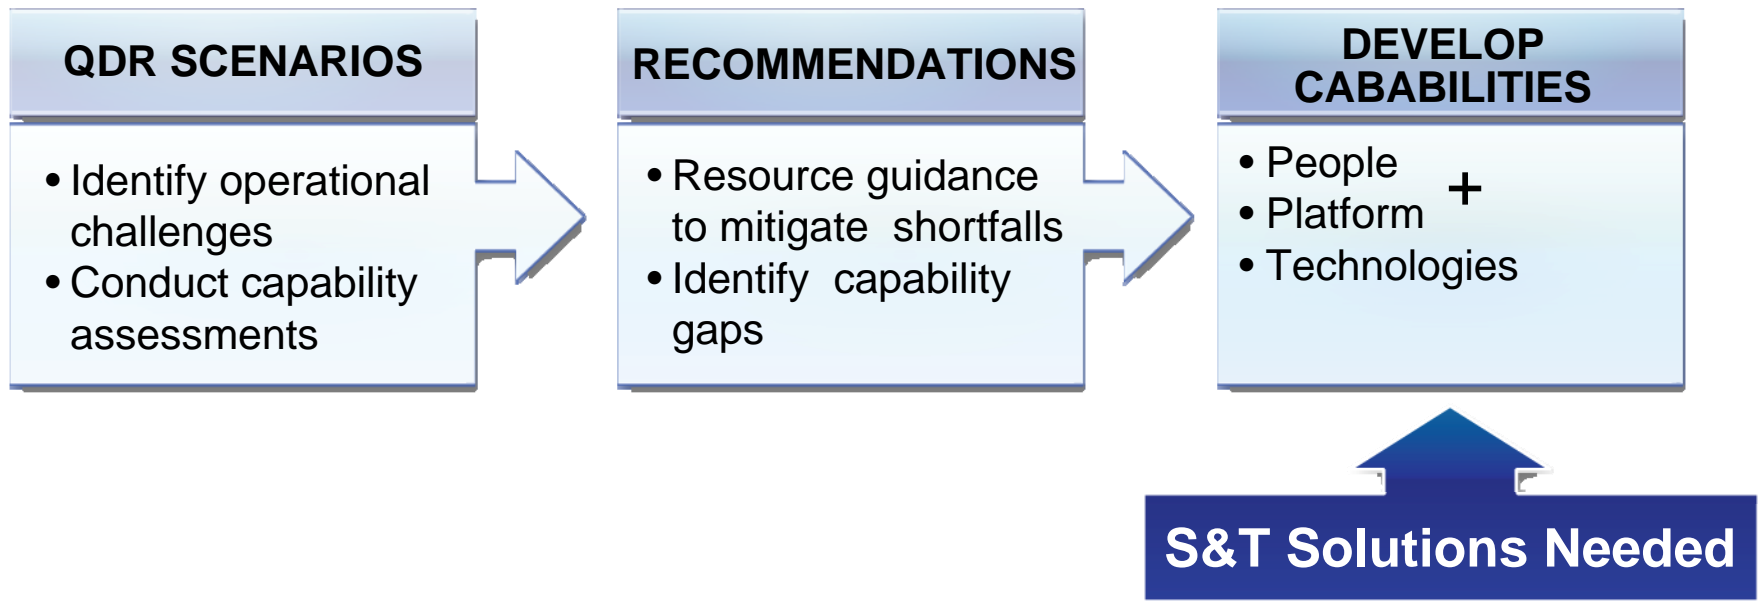 QDR SCENARIOS
• Identify operational
challenges
• Conduct capability
assessments
RECOMMENDATIONS
• Resource guidance
to mitigate shortfalls
• Identify capability
gaps
DEVELOP
CABABILITIES
• People
• Platform +
• Technologies
S&T Solutions Needed